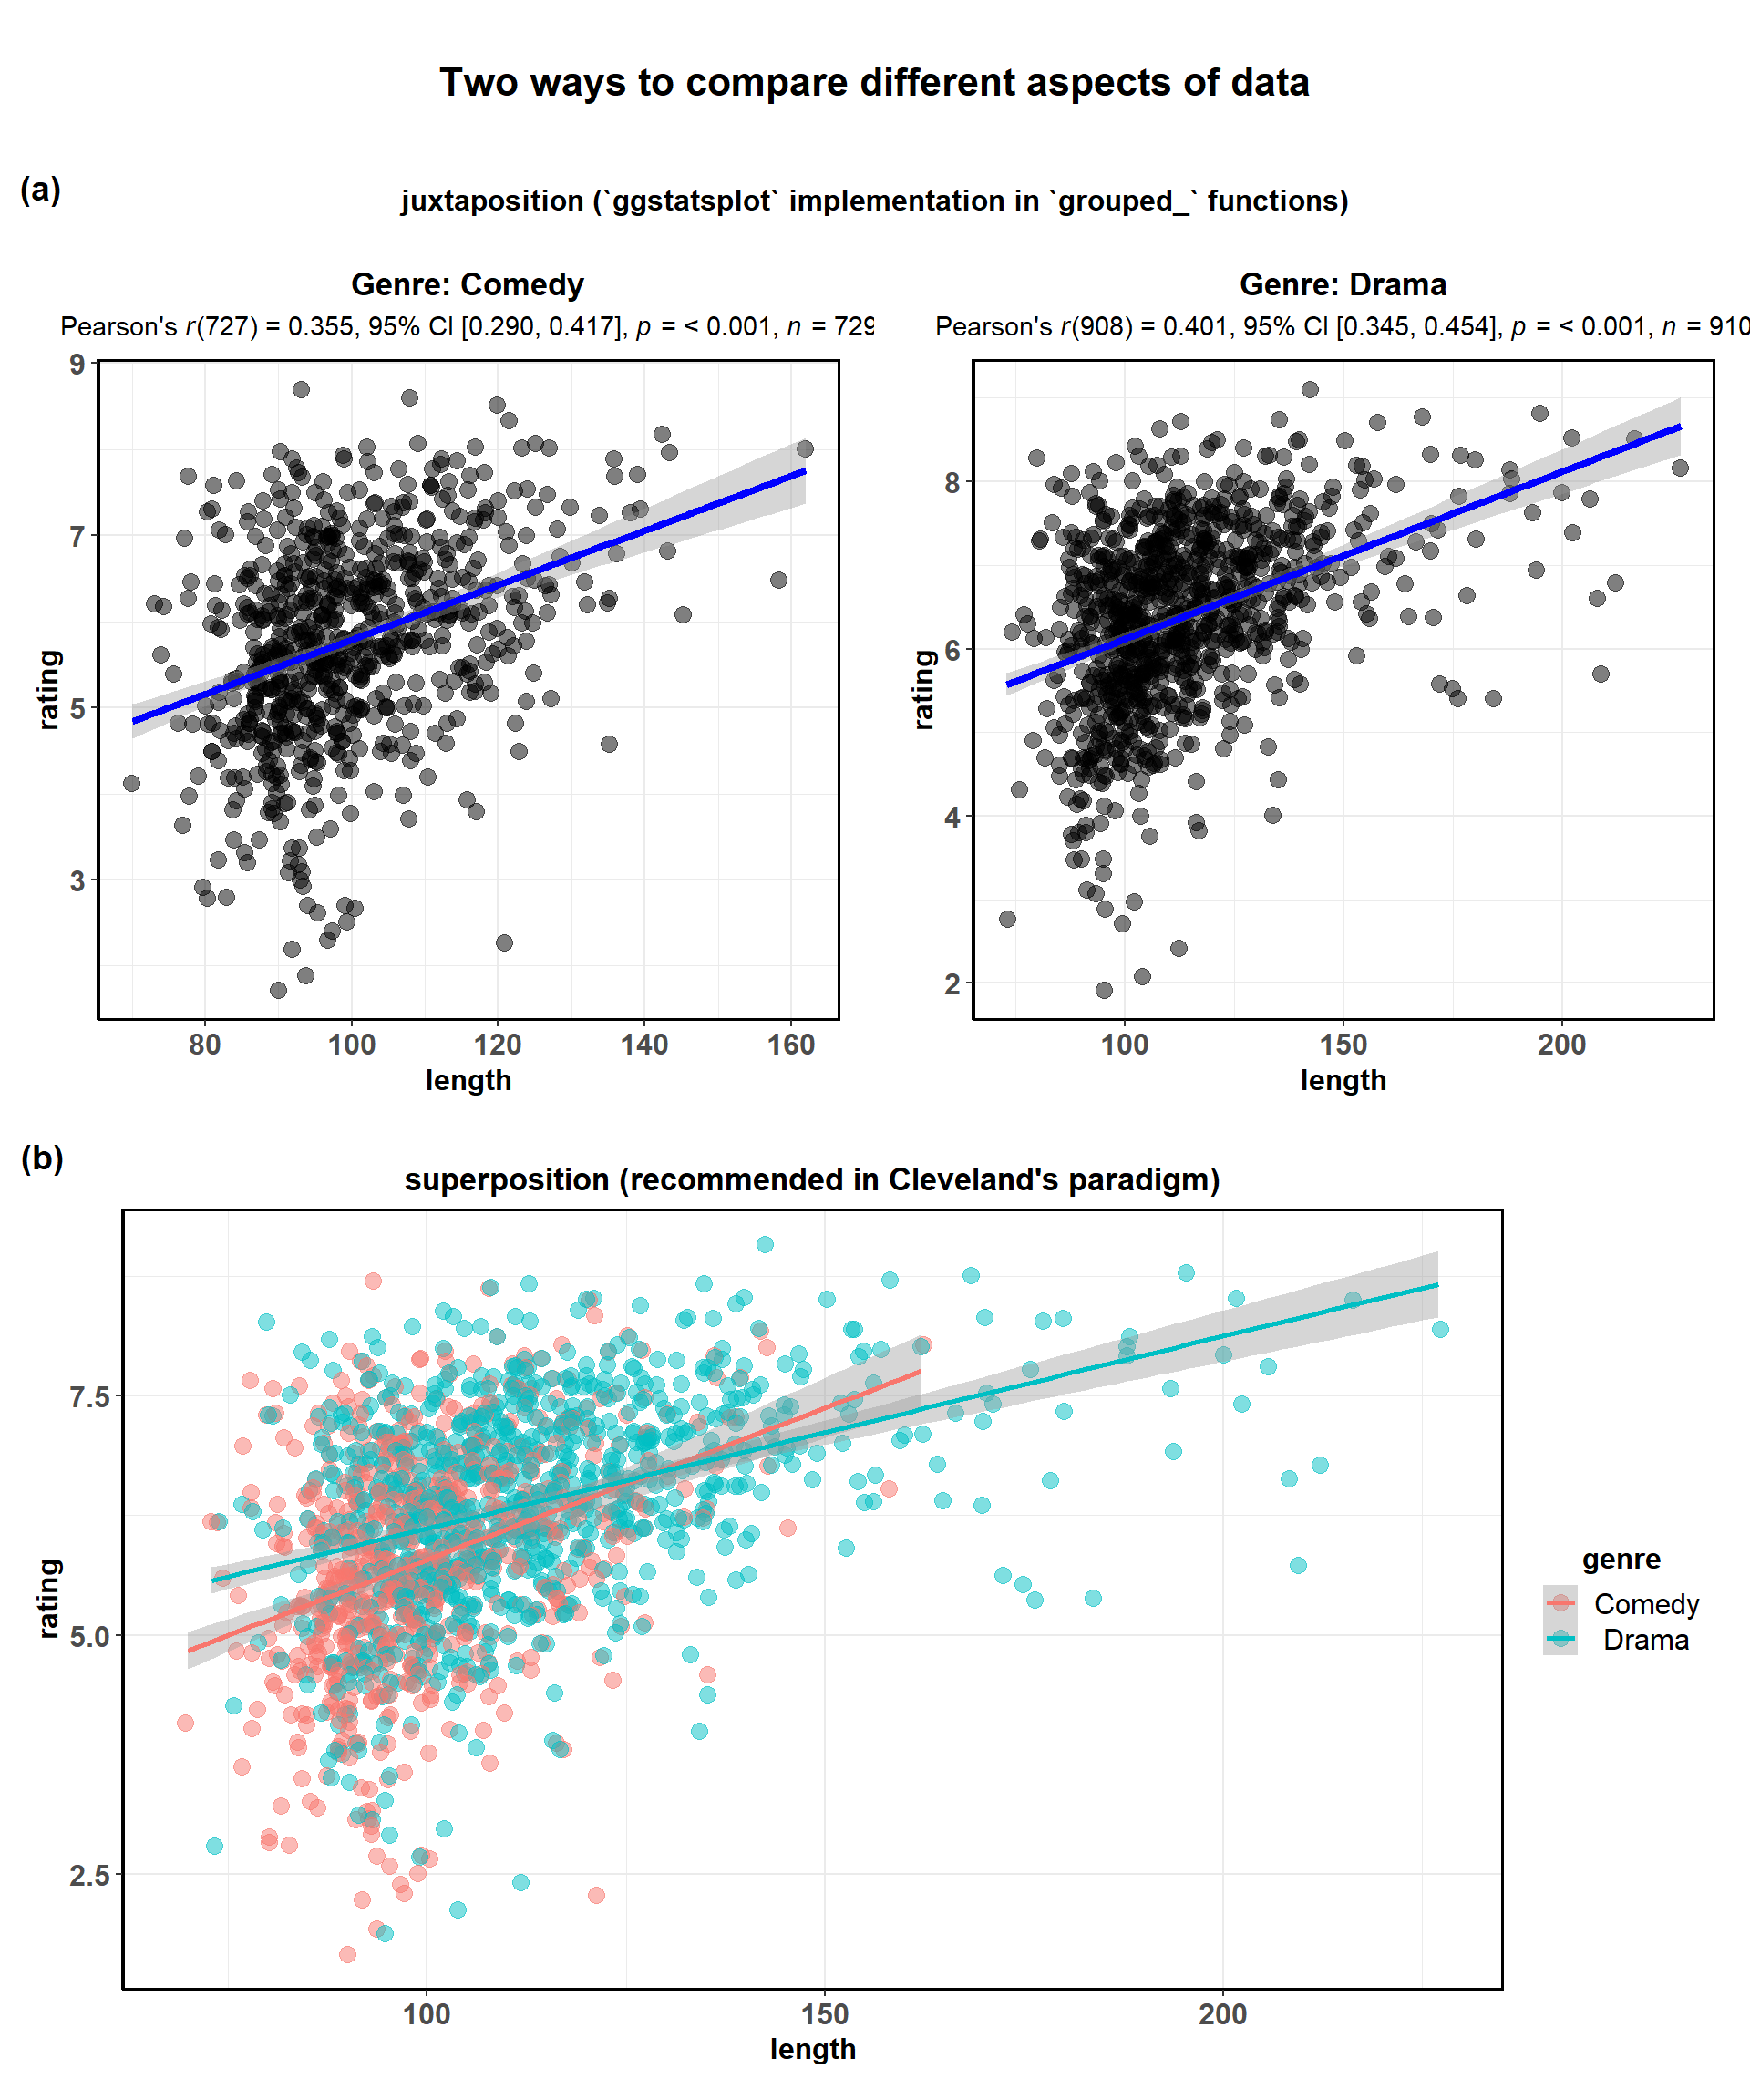 Two ways to compare different aspects of data
(a)
juxtaposition (`ggstatsplot` implementation in `grouped_` functions)
Genre: Comedy
Pearson's r(727) = 0.355, 95% CI [0.290, 0.417], p = < 0.001, n = 729
9
7
5
3
rating
80 100 120 140 160
length
Genre: Drama
Pearson's r(908) = 0.401, 95% CI [0.345, 0.454], p = < 0.001, n = 910
8
6
4
2
rating
100 150 200
length
(b)
superposition (recommended in Cleveland's paradigm)
7.5
5.0
2.5
rating
100 150 200
length
genre
Comedy
Drama